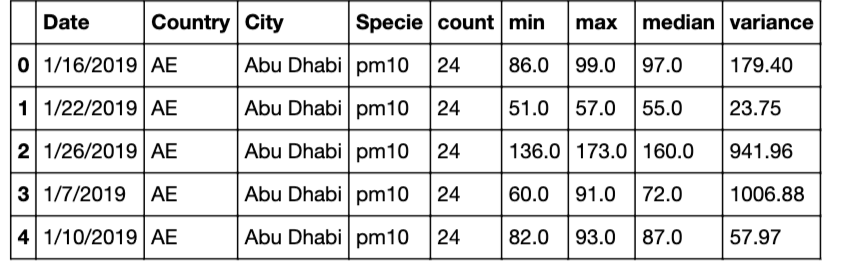 Date Country City Specie count min max median variance
0 1/16/2019 AE Abu Dhabi pm10 24 86.0 99.0 97.0 179.40
1 1/22/2019 AE Abu Dhabi pm10 24 51.0 57.0 55.0 23.75
2 1/26/2019 AE Abu Dhabi pm10 24 136.0 173.0 160.0 941.96
3 1/7/2019 AE Abu Dhabi pm10 24 60.0 91.0 72.0 1006.88
4 1/10/2019 AE Abu Dhabi pm10 24 82.0 93.0 87.0 57.97